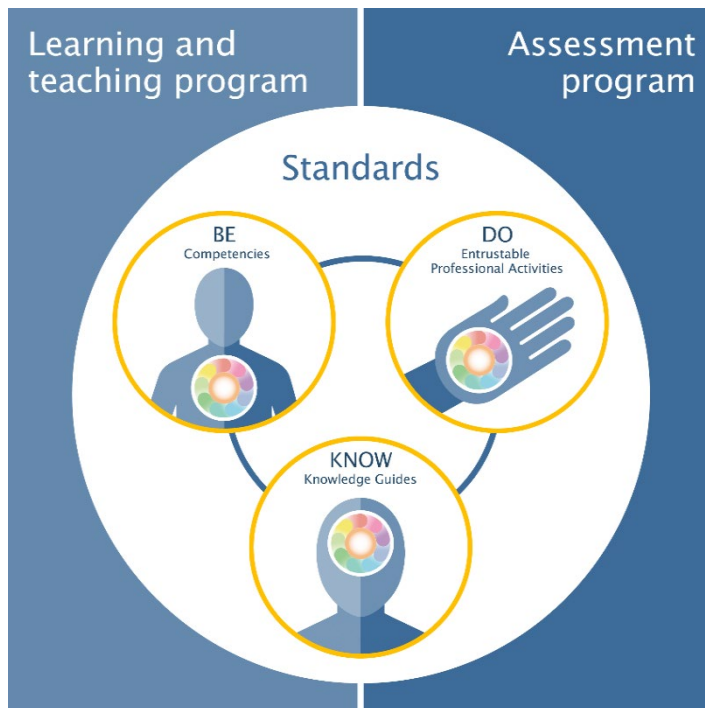 Learning and
teaching program
Assessment
program
Standards
BE
Competencies
DO
Entrustable
Professional Activities
KNOW
Knowledge Guides